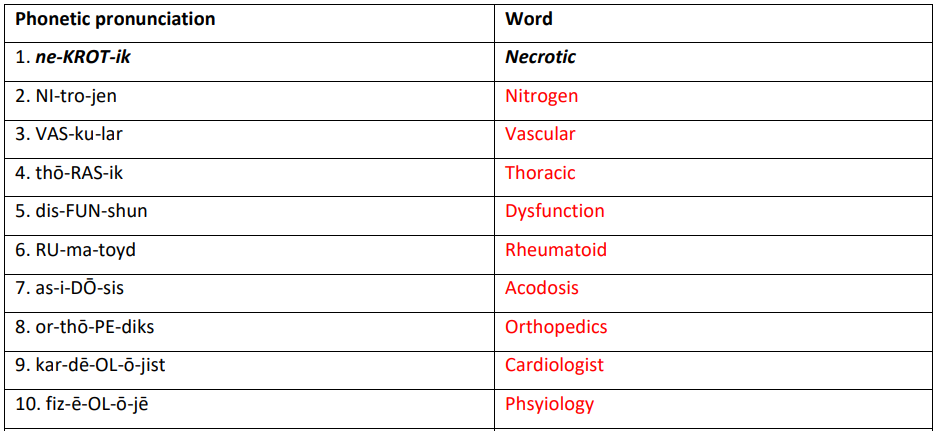 Phonetic pronunciation Word
1. ne-KROT-ik Necrotic
2. NI-tro-jen Nitrogen
3. VAS-ku-lar Vascular
4. thō-RAS-ik Thoracic
5. dis-FUN-shun Dysfunction
6. RU-ma-toyd Rheumatoid
7. as-i-DŌ-sis Acodosis
8. or-thō-PE-diks Orthopedics
9. kar-dē-OL-ō-jist Cardiologist
10. fiz-ē-OL-ō-jē Phsyiology